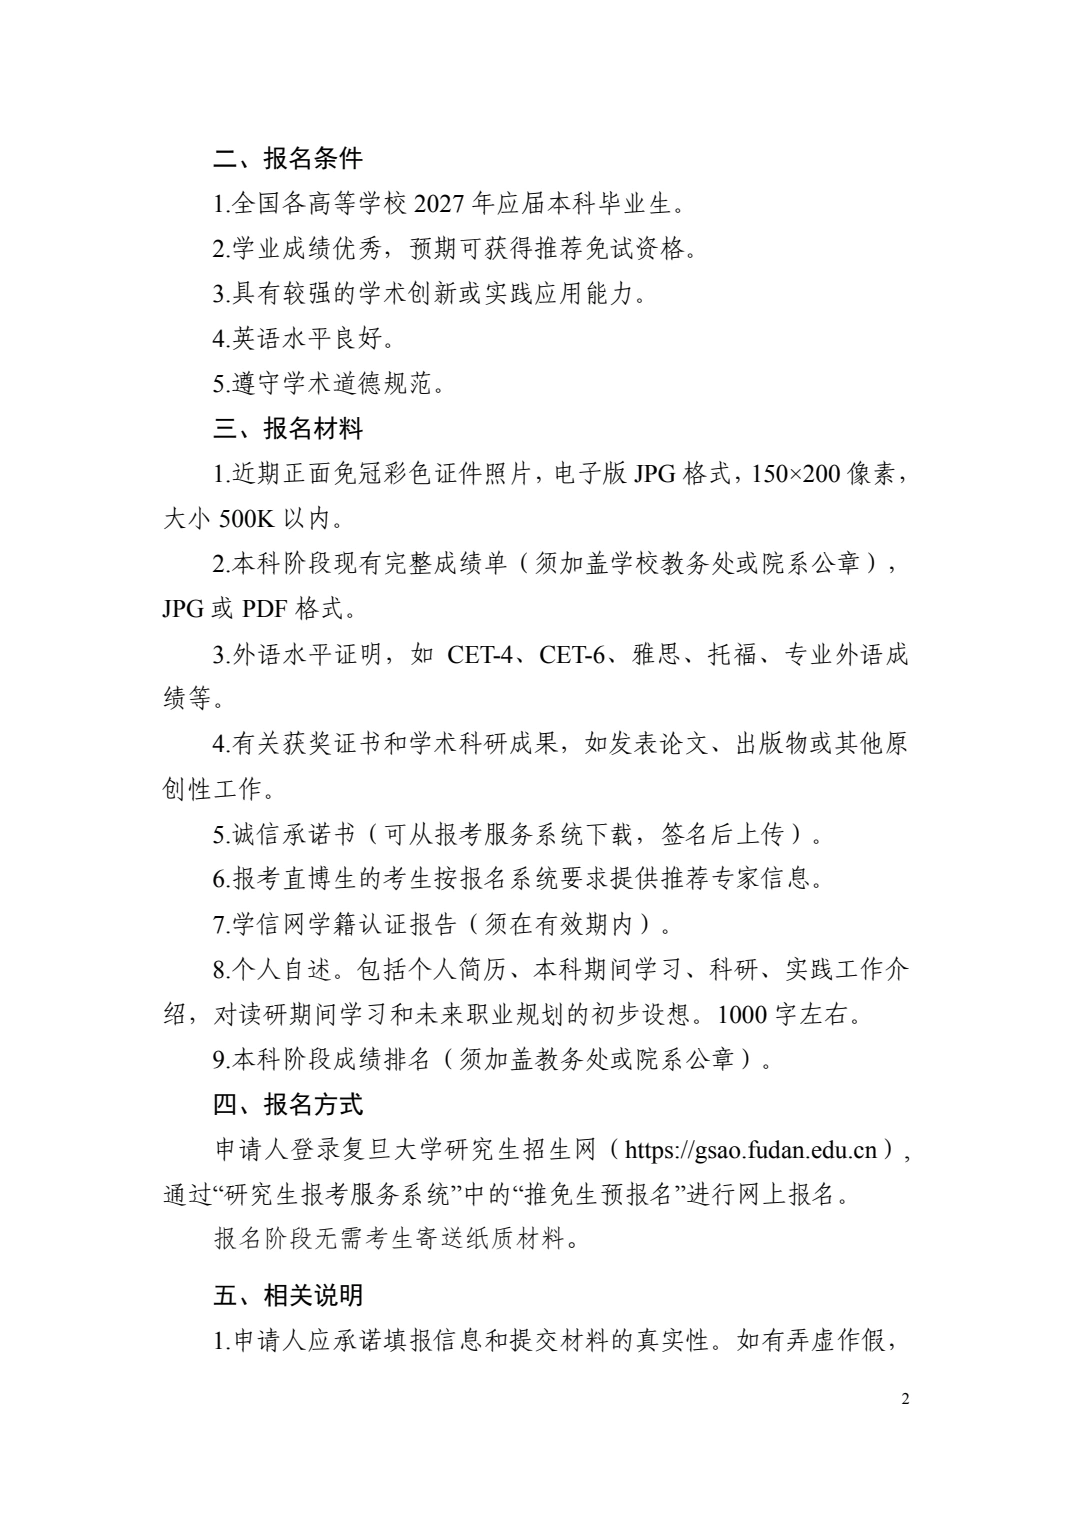 二、报名条件
1.全国各高等学校 2027 年应届本科毕业生。
2.学业成绩优秀，预期可获得推荐免试资格。
3.具有较强的学术创新或实践应用能力。
4.英语水平良好。
5.遵守学术道德规范。
三、报名材料
1.近期正面免冠彩色证件照片，电子版 JPG 格式，150×200 像素，
大小 500K 以内。
2.本科阶段现有完整成绩单（须加盖学校教务处或院系公章），
JPG 或 PDF 格式。
3.外语水平证明，如 CET-4、CET-6、雅思、托福、专业外语成
绩等。
4.有关获奖证书和学术科研成果，如发表论文、出版物或其他原
创性工作。
5.诚信承诺书（可从报考服务系统下载，签名后上传）。
6.报考直博生的考生按报名系统要求提供推荐专家信息。
7.学信网学籍认证报告（须在有效期内）。
8.个人自述。包括个人简历、本科期间学习、科研、实践工作介
绍，对读研期间学习和未来职业规划的初步设想。1000 字左右。
9.本科阶段成绩排名（须加盖教务处或院系公章）。
四、报名方式
申请人登录复旦大学研究生招生网（https://gsao.fudan.edu.cn），
通过“研究生报考服务系统”中的“推免生预报名”进行网上报名。
报名阶段无需考生寄送纸质材料。
五、相关说明
1.申请人应承诺填报信息和提交材料的真实性。如有弄虚作假，
2